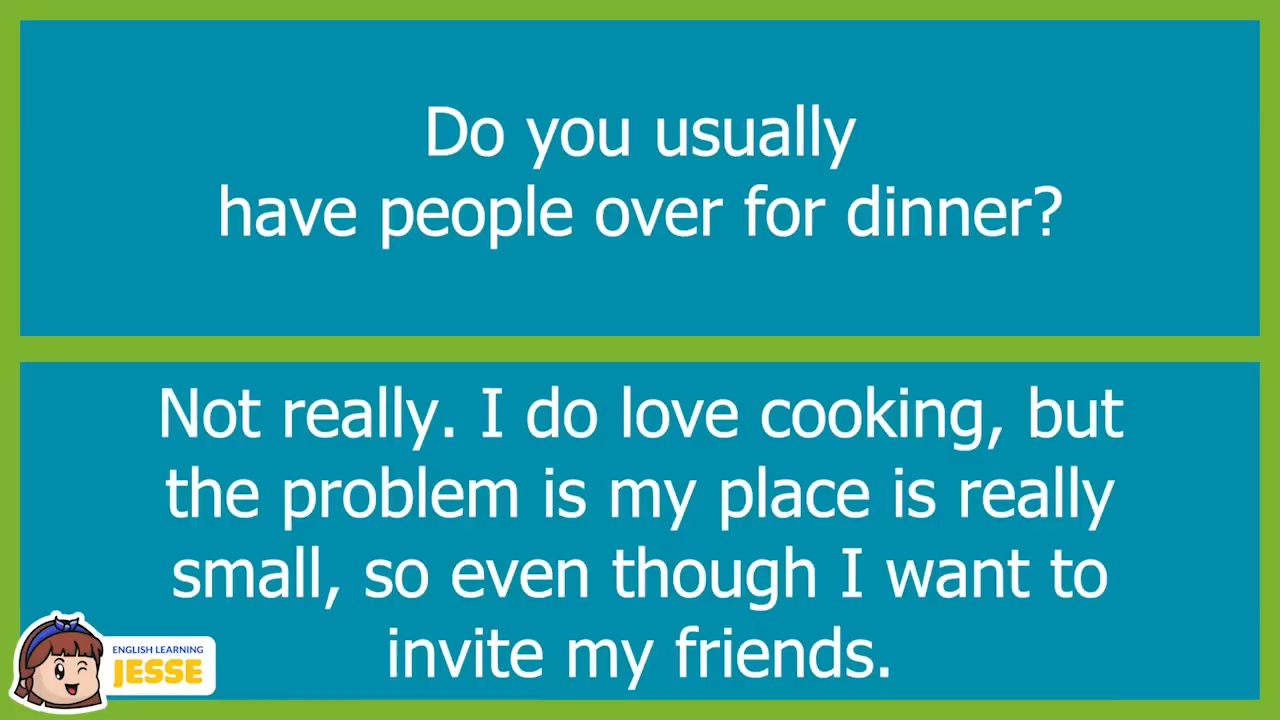 Do you usually
have people over for dinner?
Not really. I do love cooking, but
the problem is my place is really
small, so even though I want to
invite my friends.
ENGLISH LEARNING
JESSE